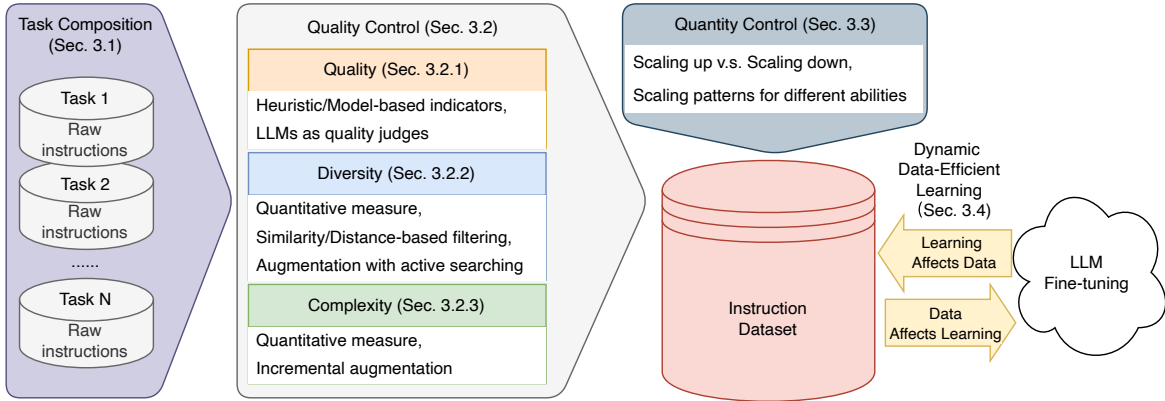 Task Composition
(Sec. 3.1)
Task 1
Raw
instructions
Task 2
Raw
instructions
......
Task N
Raw
instructions
Quality Control (Sec. 3.2)
Quality (Sec. 3.2.1)
Heuristic/Model-based indicators,
LLMs as quality judges
Diversity (Sec. 3.2.2)
Quantitative measure,
Similarity/Distance-based filtering,
Augmentation with active searching
Complexity (Sec. 3.2.3)
Quantitative measure,
Incremental augmentation
Quantity Control (Sec. 3.3)
Scaling up v.s. Scaling down,
Scaling patterns for different abilities
Instruction
Dataset
Dynamic
Data-Efficient
Learning
(Sec. 3.4)
Learning
Affects Data
Data
Affects Learning
LLM
Fine-tuning